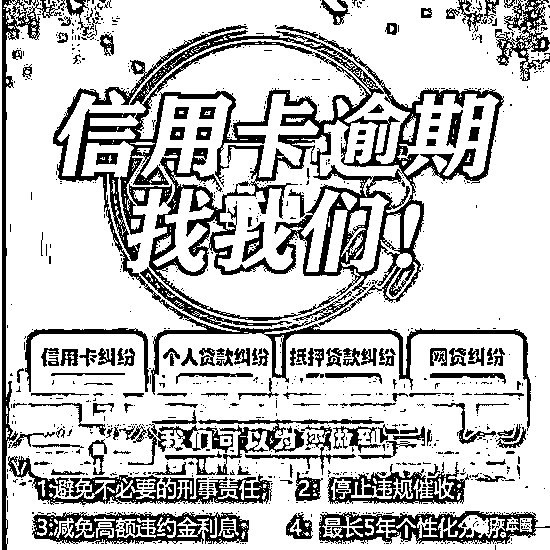 信用卡逾期
找我们!
信用卡纠纷 个人贷款纠纷 抵押贷款纠纷 网贷纠纷
我们可以为您做到
1:避免不必要的刑事责任; 2: 停止违规催收;
3:减免高额违约金利息; 4: 最长5年个性化分